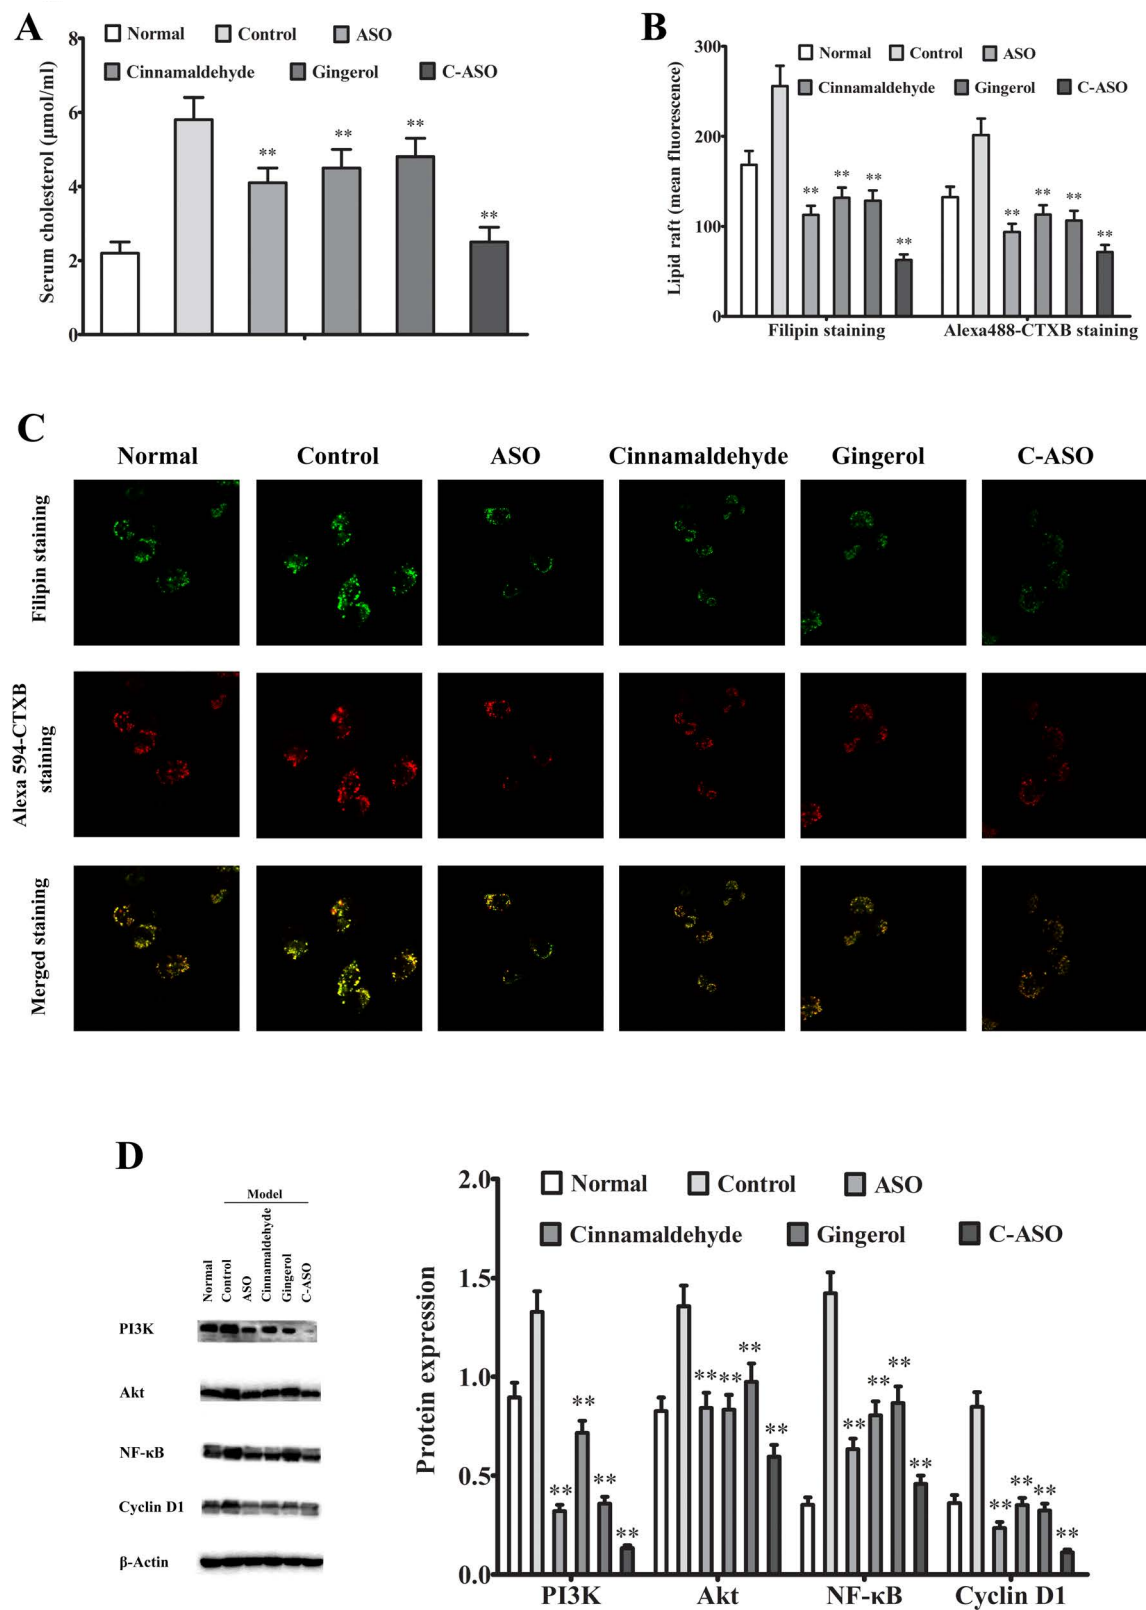 A
Normal Control ASO
Cinnamaldehyde Gingerol C-ASO
Serum cholesterol (μmol/ml)
8
6
4
2
0
** ** ** **
B
Normal Control ASO
Cinnamaldehyde Gingerol C-ASO
Lipid raft (mean fluorescence)
300
200
100
0
** ** ** ** ** ** ** **
Filipin staining Alexa488-CTXB staining
C
Normal Control ASO Cinnamaldehyde Gingerol C-ASO
Filipin staining
Alexa 594-CTXB
staining
Merged staining
D
Model
Normal
Control
ASO
Cinnamaldehyde
Gingerol
C-ASO
PI3K
Akt
NF-κB
Cyclin D1
β-Actin
Normal Control ASO
Cinnamaldehyde Gingerol C-ASO
Protein expression
2.0
1.5
1.0
0.5
0.0
** ** ** ** ** ** ** ** ** ** ** ** ** ** ** **
PI3K Akt NF-κB Cyclin D1